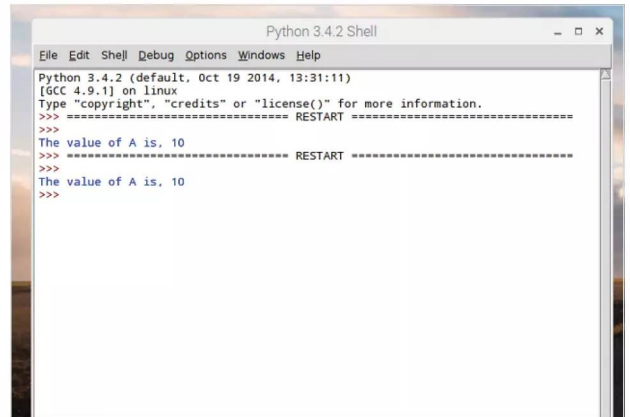 Python 3.4.2 Shell
File Edit Shell Debug Options Windows Help
Python 3.4.2 (default, Oct 19 2014, 13:31:11)
[GCC 4.9.1] on linux
Type "copyright", "credits" or "license()" for more information.
>>> ================================ RESTART ================================
>>>
The value of A is, 10
>>> ================================ RESTART ================================
>>>
The value of A is, 10
>>>